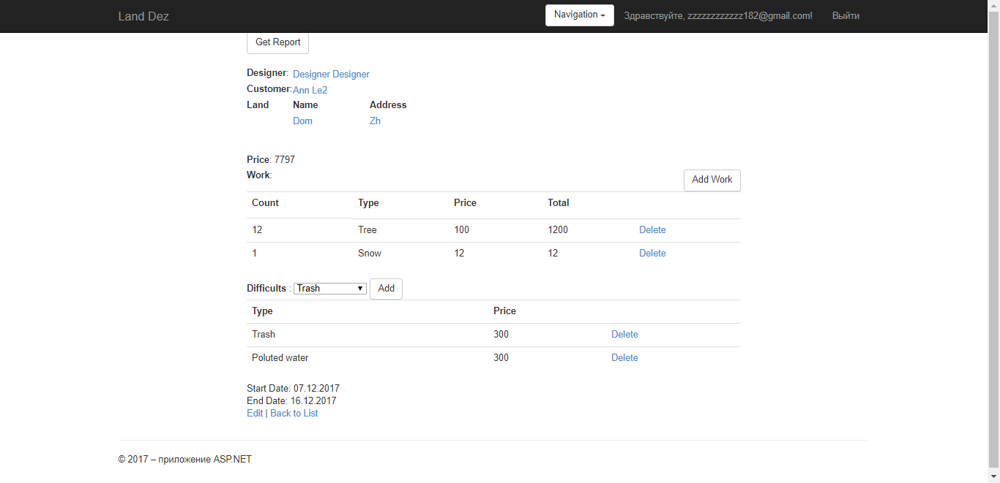 Land Dez Navigation Здравствуйте, zzzzzzzzzzzz182@gmail.com! Выйти
Get Report
Designer: Designer Designer
Customer: Ann Le2
Land Name Address
Dom Zh
Price: 7797
Work:
Add Work
Count Type Price Total
12 Tree 100 1200 Delete
1 Snow 12 12 Delete
Difficults : Trash Add
Type Price
Trash 300 Delete
Poluted water 300 Delete
Start Date: 07.12.2017
End Date: 16.12.2017
Edit | Back to List
© 2017 – приложение ASP.NET